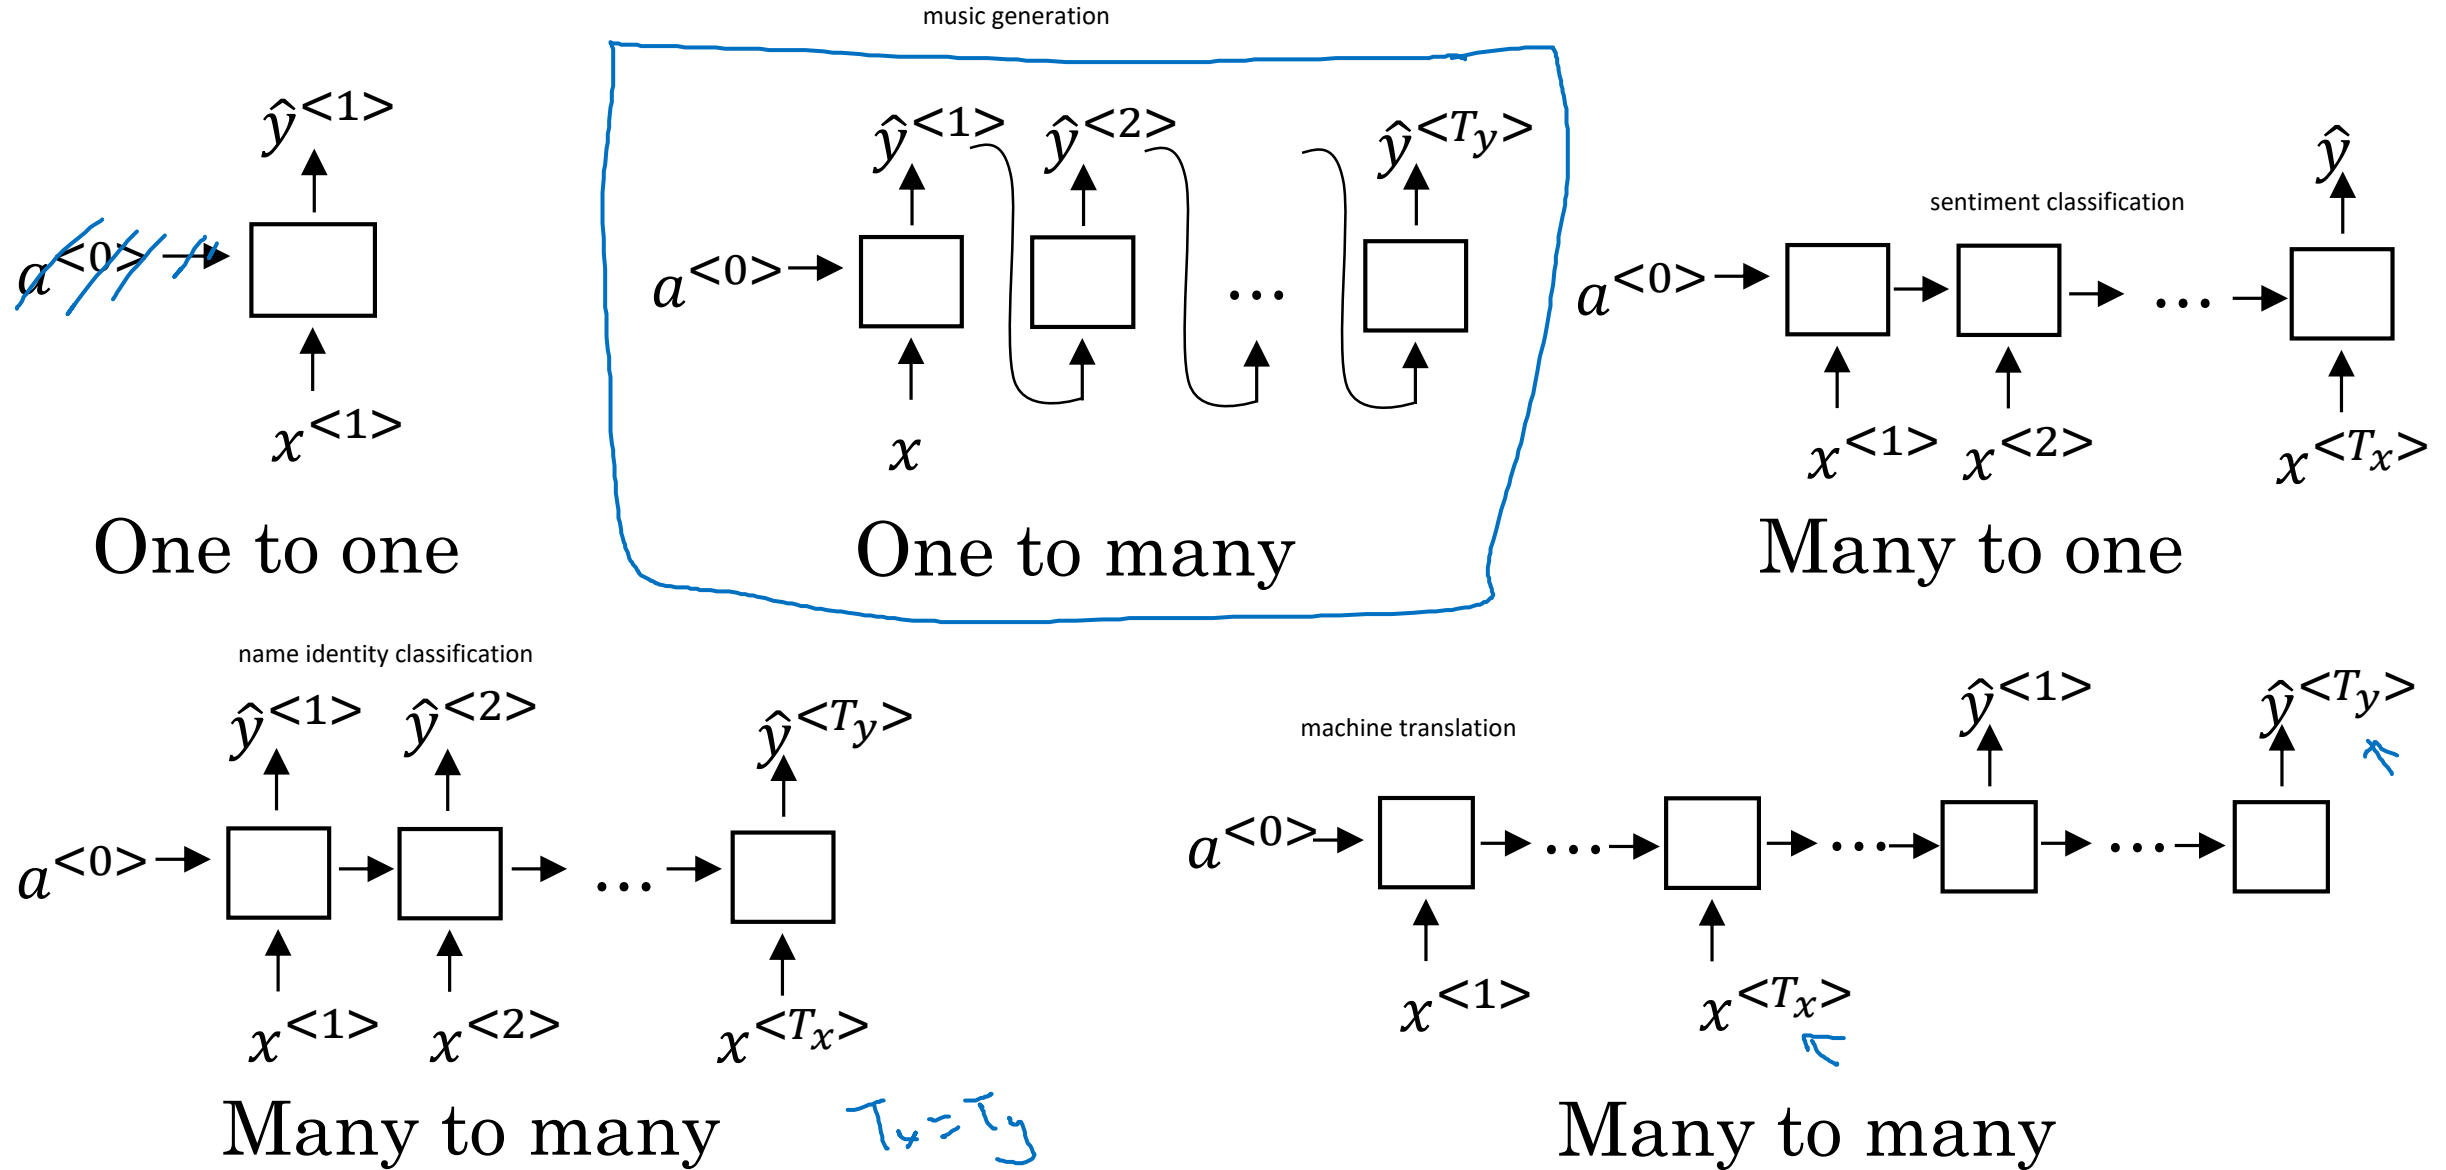 music generation
ŷ<1>
a<0>
x<1>
One to one
ŷ<1> ŷ<2> ŷ<Ty>
a<0> ...
x
One to many
ŷ
sentiment classification
a<0> ...
x<1> x<2> x<Tx>
Many to one
name identity classification
ŷ<1> ŷ<2> ŷ<Ty>
a<0> ...
x<1> x<2> x<Tx>
Many to many
Tx=Ty
ŷ<1> ŷ<Ty>
machine translation
a<0> ... ... ...
x<1> x<Tx>
Many to many